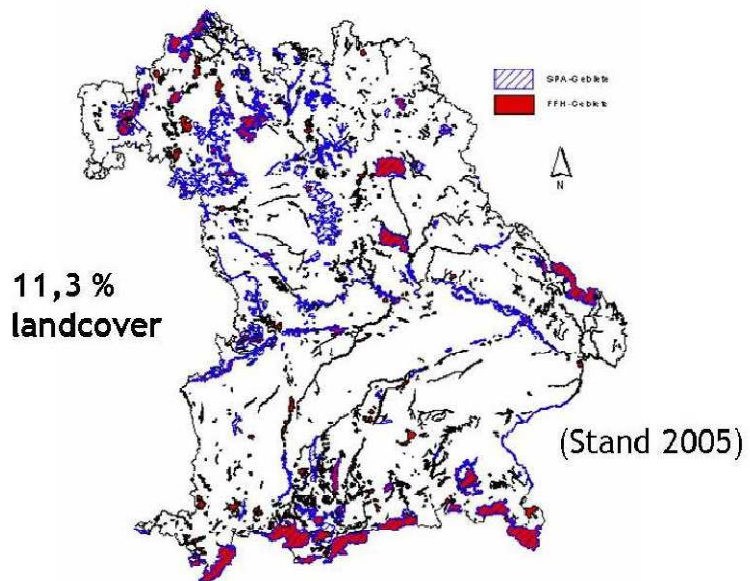 SPA-Gebiete
FFH-Gebiete
N
11,3 %
landcover
(Stand 2005)